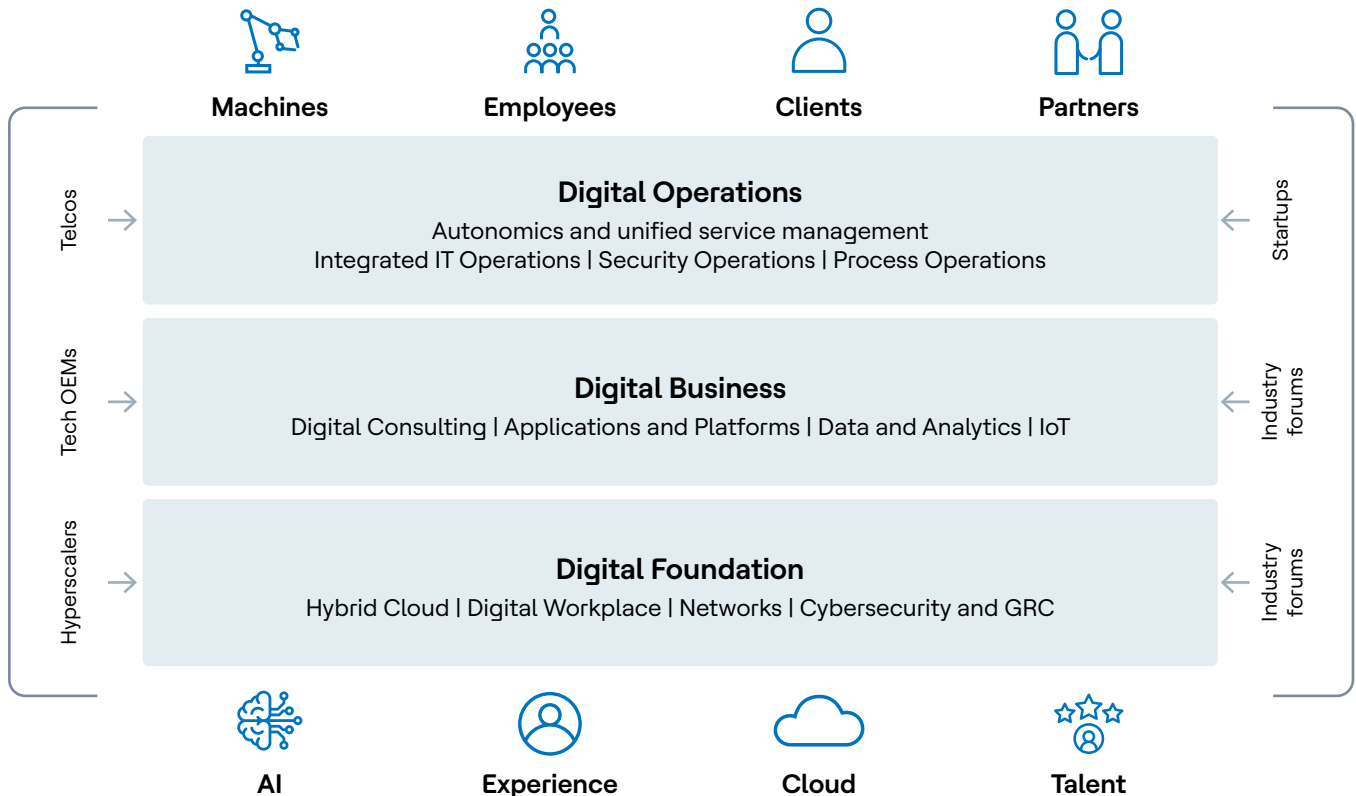 Machines
Employees
Clients
Partners
Telcos
Digital Operations
Autonomics and unified service management
Integrated IT Operations | Security Operations | Process Operations
Startups
Tech OEMs
Digital Business
Digital Consulting | Applications and Platforms | Data and Analytics | IoT
Industry
forums
Hyperscalers
Digital Foundation
Hybrid Cloud | Digital Workplace | Networks | Cybersecurity and GRC
Industry
forums
AI
Experience
Cloud
Talent